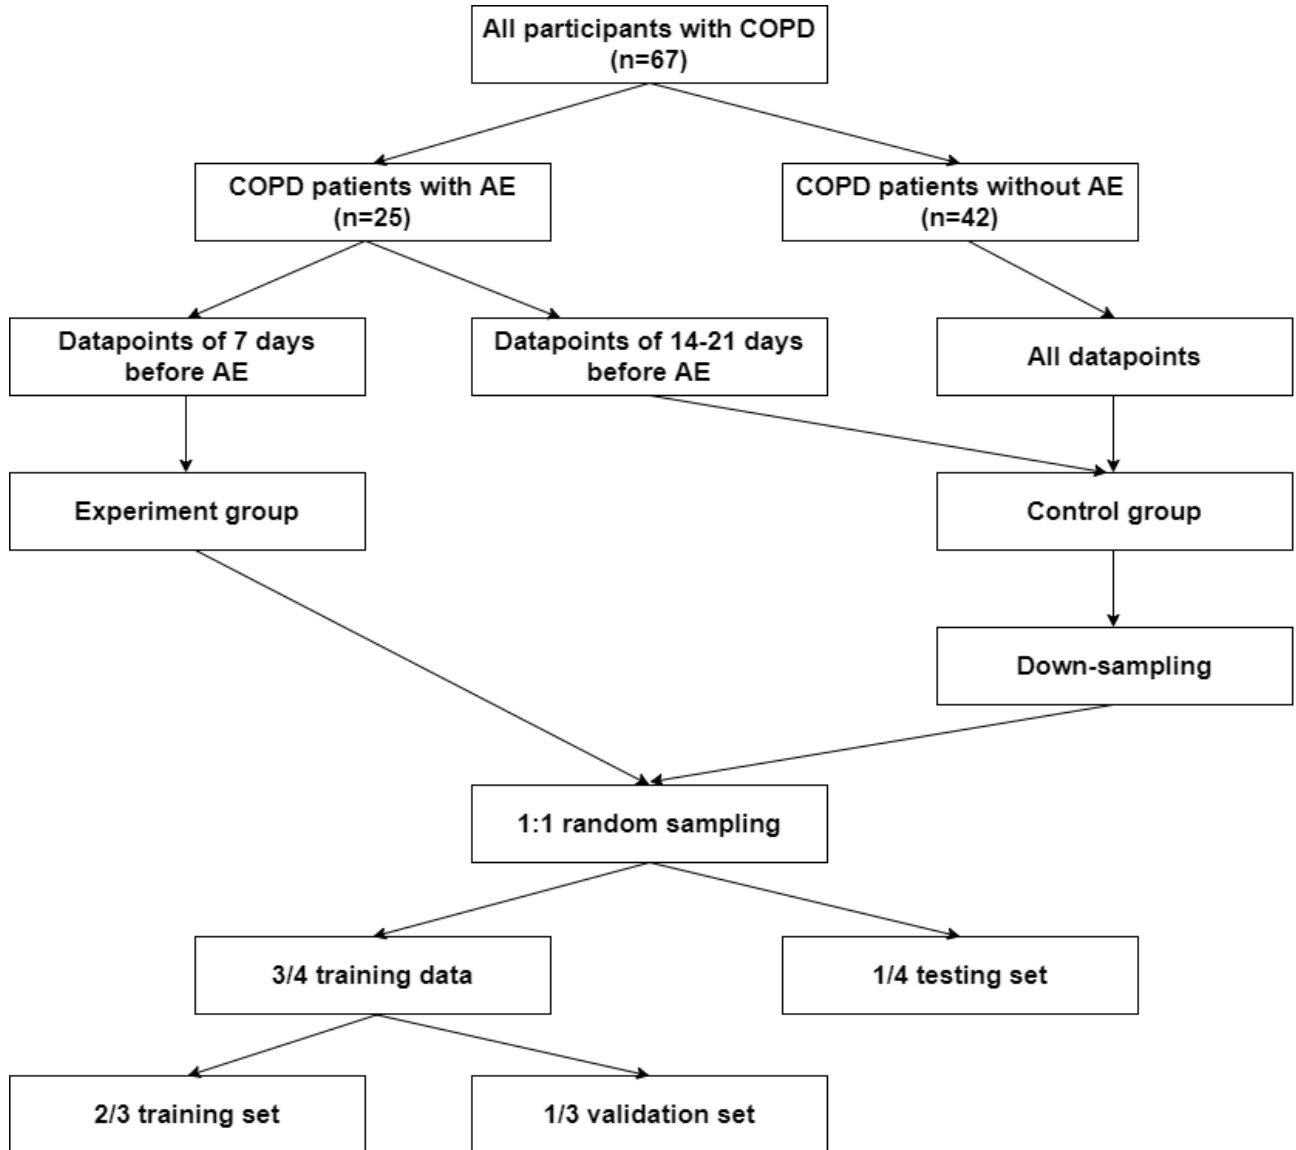 All participants with COPD
(n=67)
COPD patients with AE
(n=25)
COPD patients without AE
(n=42)
Datapoints of 7 days
before AE
Datapoints of 14-21 days
before AE
All datapoints
Experiment group
Control group
Down-sampling
1:1 random sampling
3/4 training data
1/4 testing set
2/3 training set
1/3 validation set